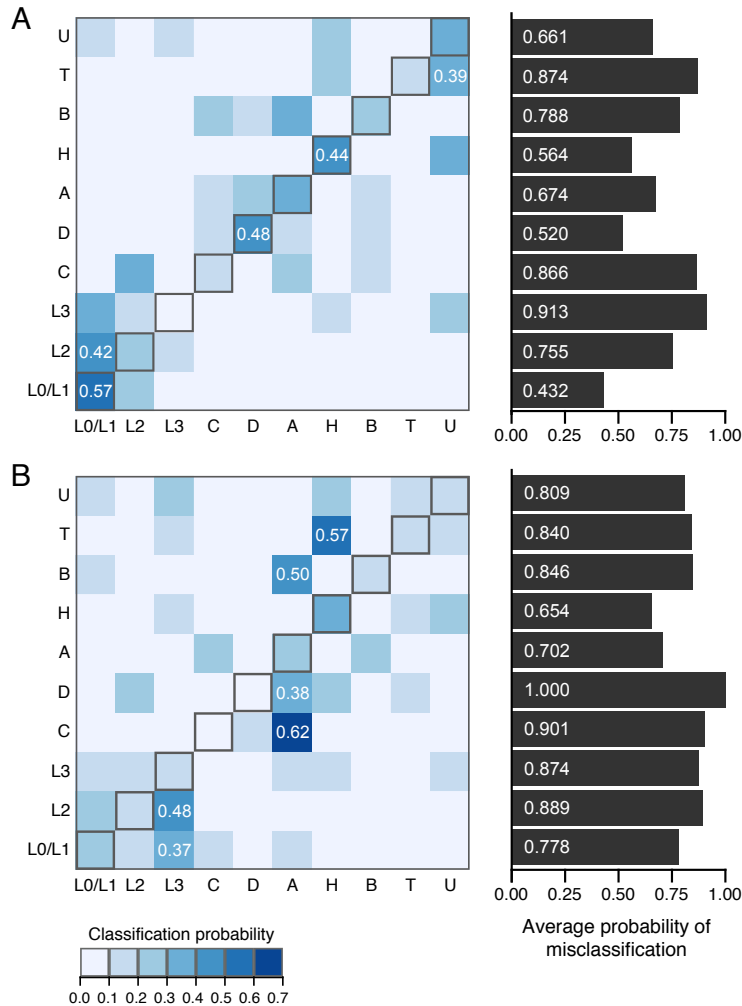 A
U
0.661
T
0.39
0.874
B
0.788
H
0.44
0.564
A
0.674
D
0.48
0.520
C
0.866
L3
0.913
L2
0.42
0.755
L0/L1
0.57
0.432
L0/L1 L2 L3 C D A H B T U
0.00 0.25 0.50 0.75 1.00
B
U
0.809
T
0.57
0.840
B
0.50
0.846
H
0.654
A
0.702
D
0.38
1.000
C
0.62
0.901
L3
0.874
L2
0.48
0.889
L0/L1
0.37
0.778
L0/L1 L2 L3 C D A H B T U
0.00 0.25 0.50 0.75 1.00
Average probability of
misclassification
Classification probability
0.0 0.1 0.2 0.3 0.4 0.5 0.6 0.7